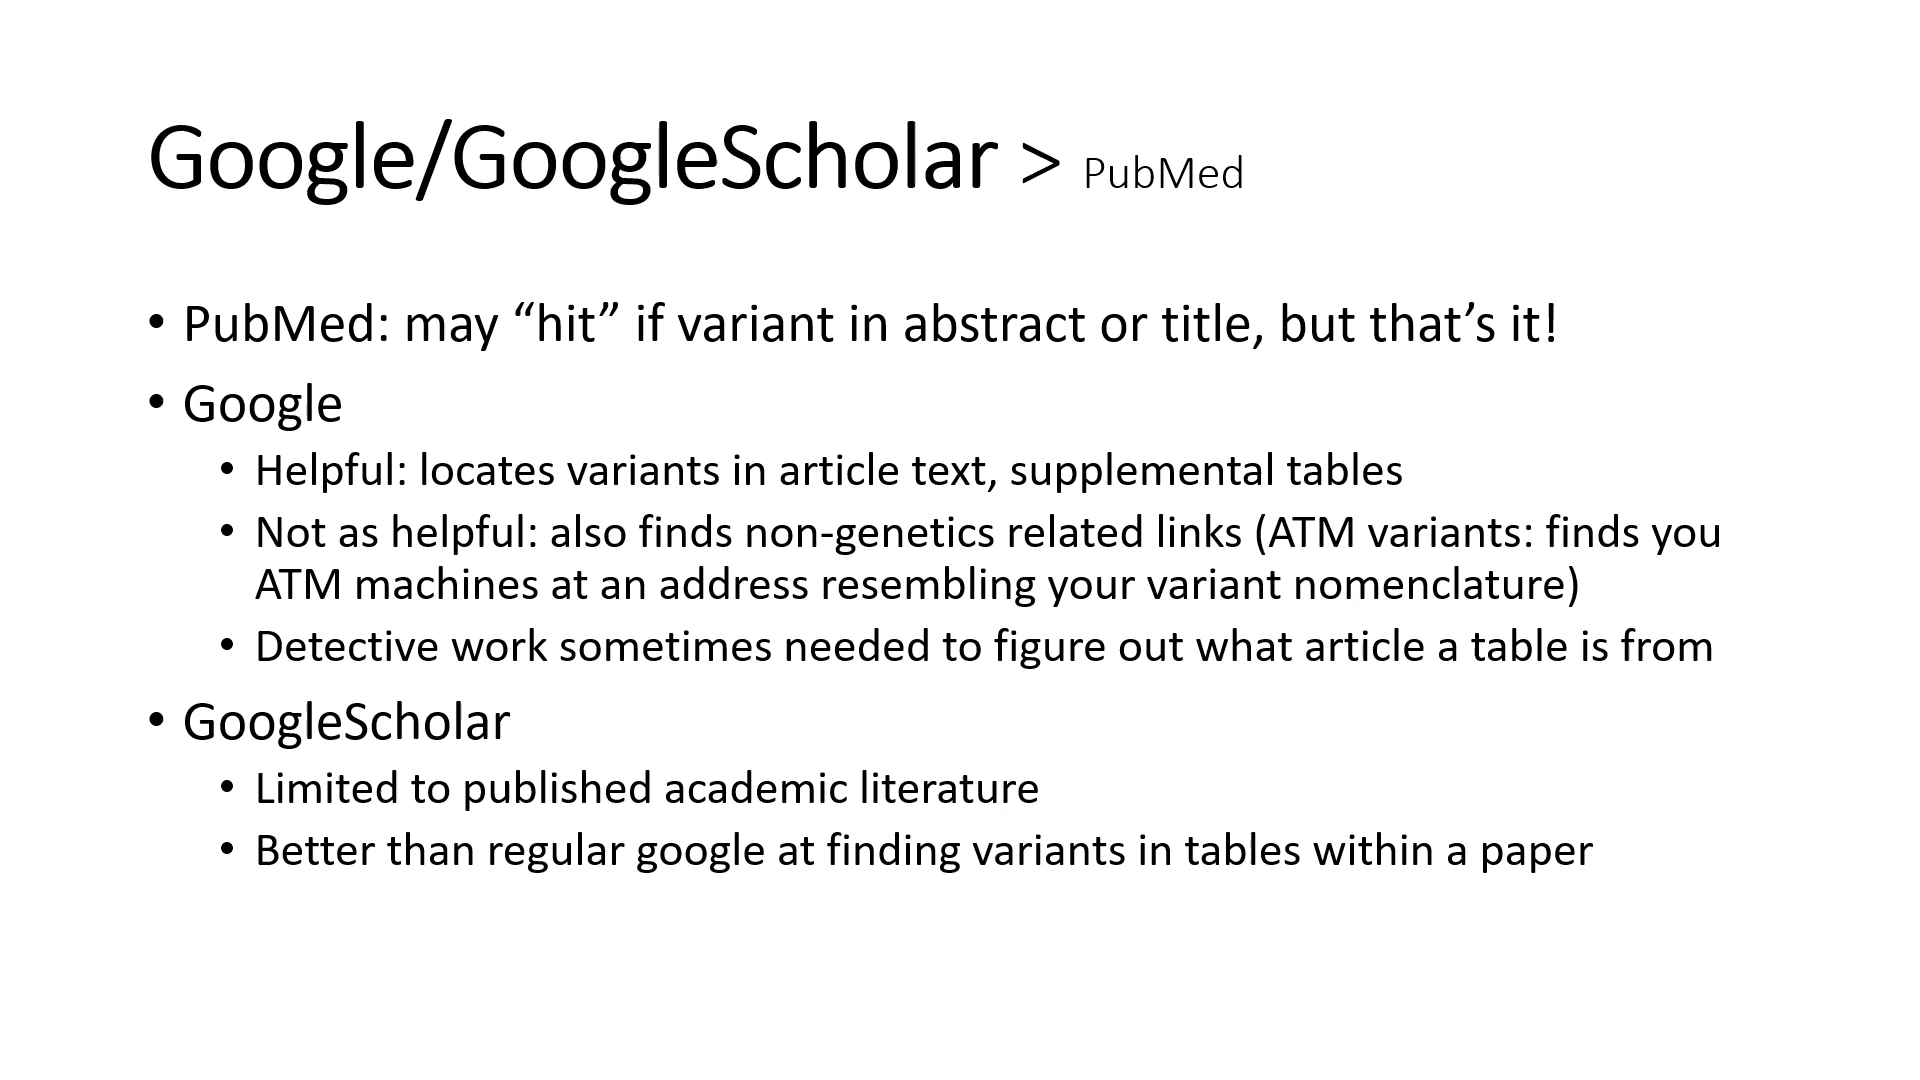 Google/GoogleScholar > PubMed
• PubMed: may “hit” if variant in abstract or title, but that’s it!
• Google
• Helpful: locates variants in article text, supplemental tables
• Not as helpful: also finds non-genetics related links (ATM variants: finds you
ATM machines at an address resembling your variant nomenclature)
• Detective work sometimes needed to figure out what article a table is from
• GoogleScholar
• Limited to published academic literature
• Better than regular google at finding variants in tables within a paper